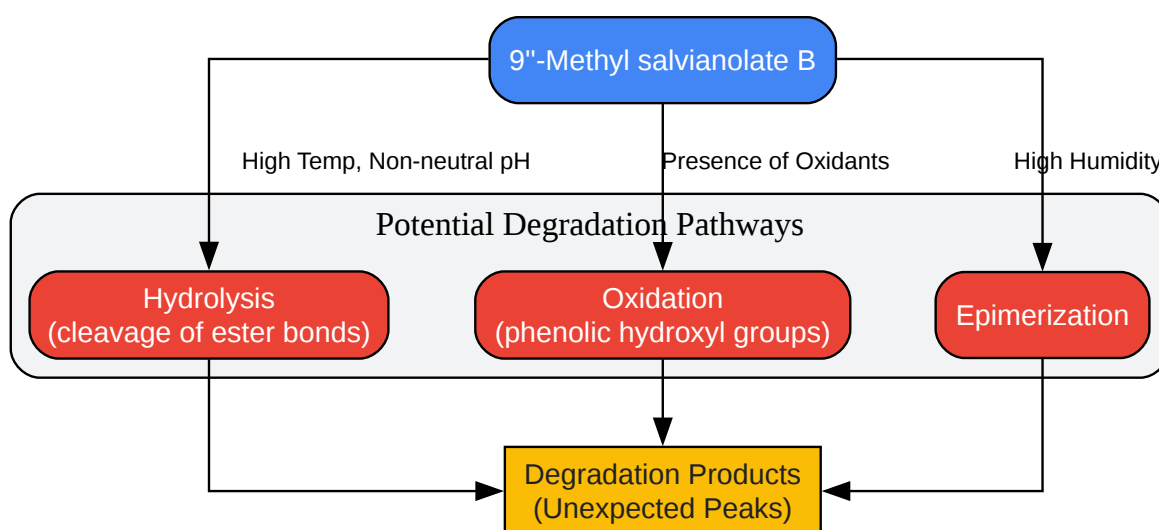 9"-Methyl salvianolate B
High Temp, Non-neutral pH
Presence of Oxidants
High Humidity
Potential Degradation Pathways
Hydrolysis
(cleavage of ester bonds)
Oxidation
(phenolic hydroxyl groups)
Epimerization
Degradation Products
(Unexpected Peaks)